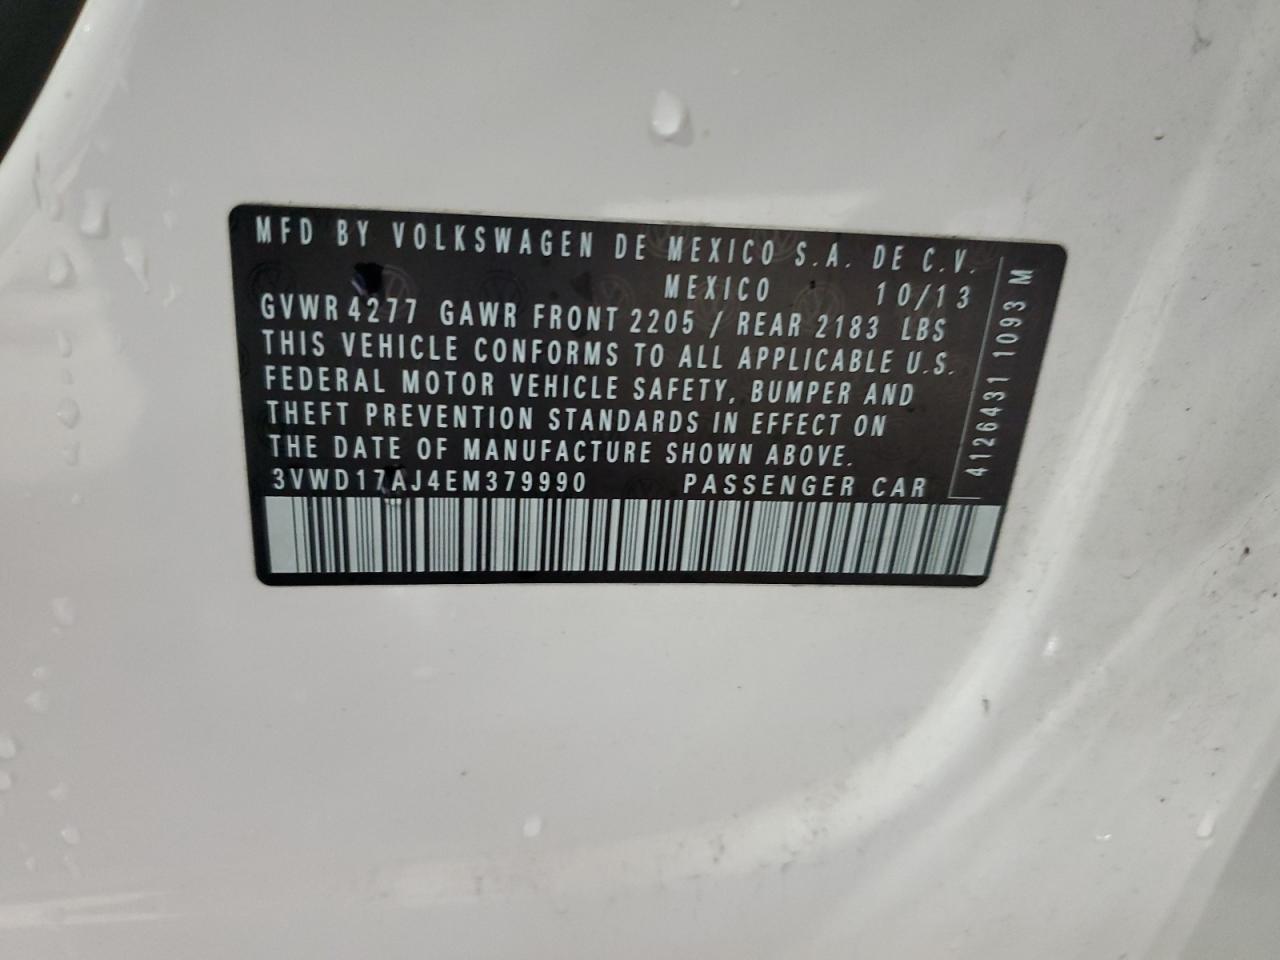 MFD BY VOLKSWAGEN DE MEXICO S.A. DE C.V.
MEXICO 10/13
GVWR 4277 GAWR FRONT 2205 / REAR 2183 LBS
THIS VEHICLE CONFORMS TO ALL APPLICABLE U.S.
FEDERAL MOTOR VEHICLE SAFETY, BUMPER AND
THEFT PREVENTION STANDARDS IN EFFECT ON
THE DATE OF MANUFACTURE SHOWN ABOVE.
3VWD17AJ4EM379990 PASSENGER CAR
4126431 1093 M